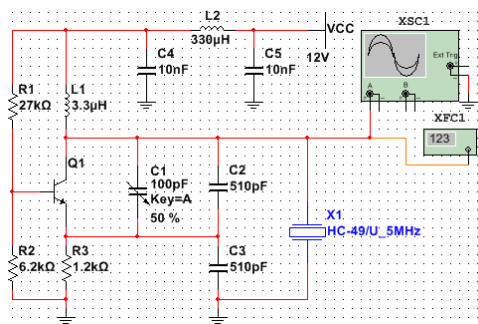 L2
330µH
VCC
12V
XSC1
Ext Trig
A
B
C4
10nF
C5
10nF
R1
27kΩ
L1
3.3µH
XFC1
123
Q1
C1
100pF
Key=A
50 %
C2
510pF
X1
HC-49/U_5MHz
R2
6.2kΩ
R3
1.2kΩ
C3
510pF